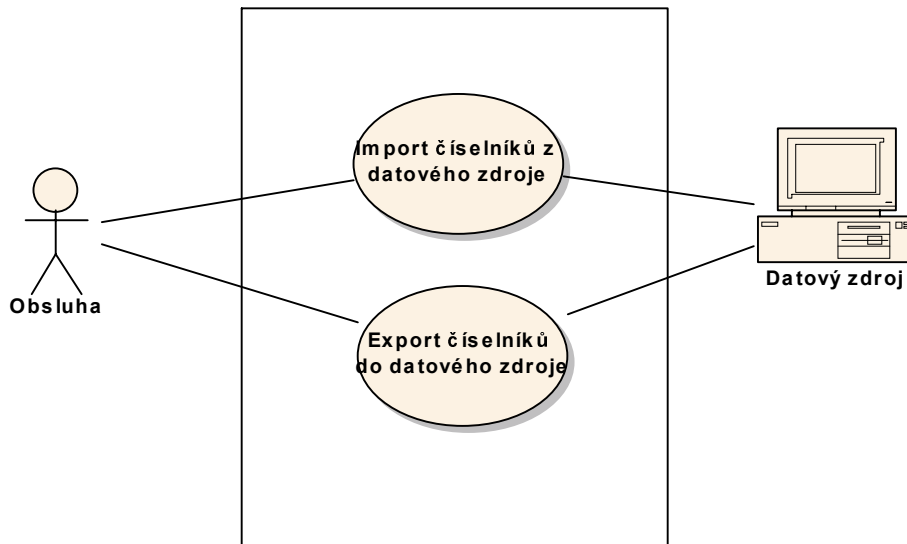 Import číselníků z
datového zdroje
Obsluha
Datový zdroj
Export číselníků
do datového zdroje